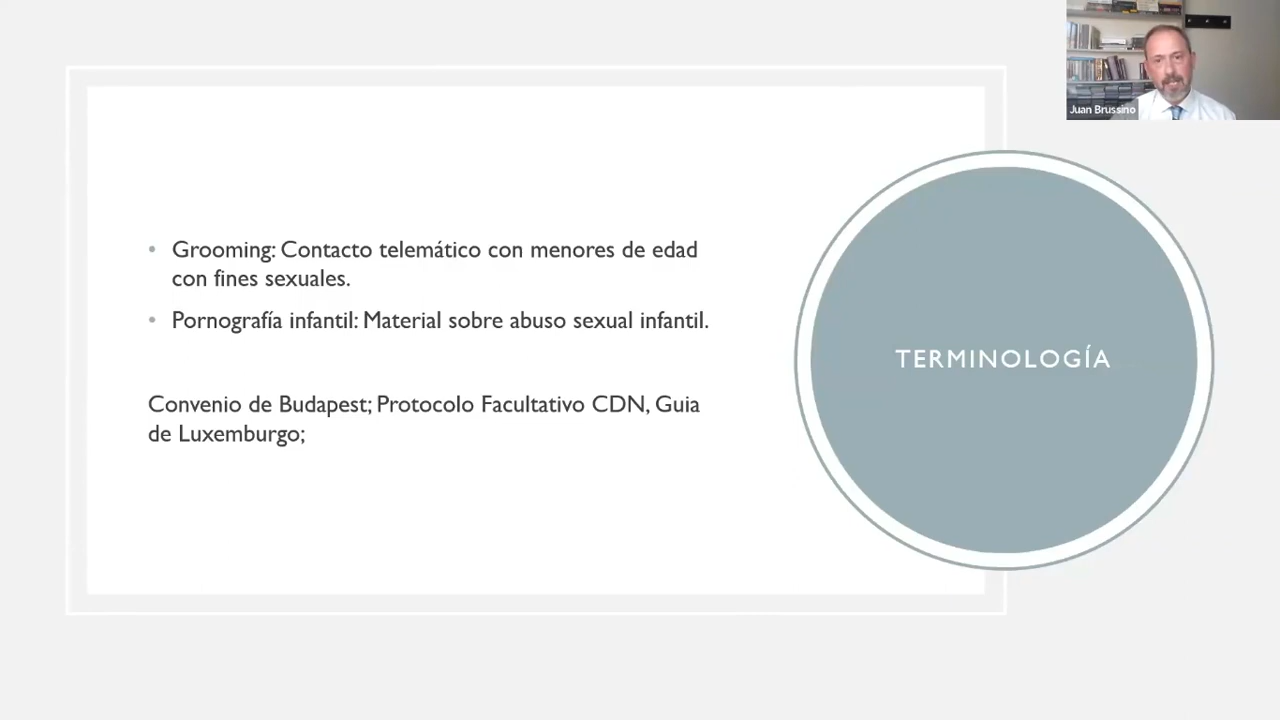 Juan Brussino
• Grooming: Contacto telemático con menores de edad
con fines sexuales.
• Pornografía infantil: Material sobre abuso sexual infantil.
Convenio de Budapest; Protocolo Facultativo CDN, Guia
de Luxemburgo;
TERMINOLOGÍA